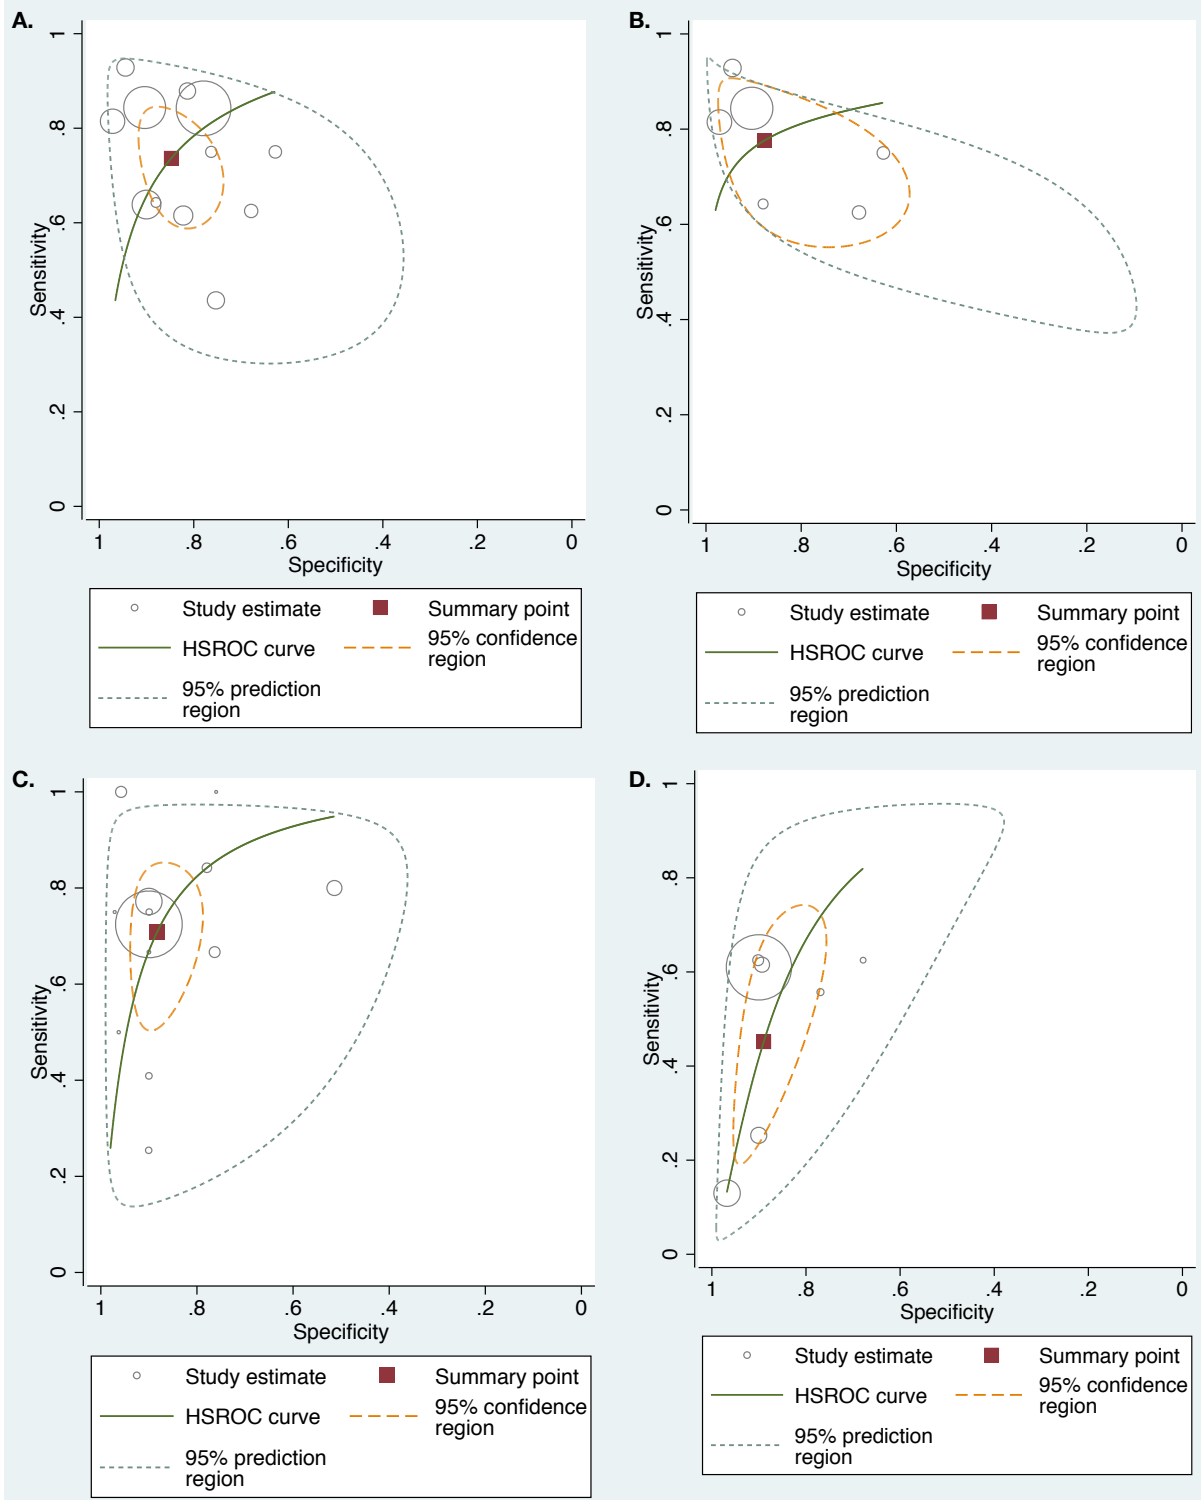 A.
1
.8
.6
.4
.2
0
Sensitivity
1 .8 .6 .4 .2 0
Specificity
Study estimate Summary point
HSROC curve 95% confidence
region
95% prediction
region
B.
1
.8
.6
.4
.2
0
Sensitivity
1 .8 .6 .4 .2 0
Specificity
Study estimate Summary point
HSROC curve 95% confidence
region
95% prediction
region
C.
1
.8
.6
.4
.2
0
Sensitivity
1 .8 .6 .4 .2 0
Specificity
Study estimate Summary point
HSROC curve 95% confidence
region
95% prediction
region
D.
1
.8
.6
.4
.2
0
Sensitivity
1 .8 .6 .4 .2 0
Specificity
Study estimate Summary point
HSROC curve 95% confidence
region
95% prediction
region